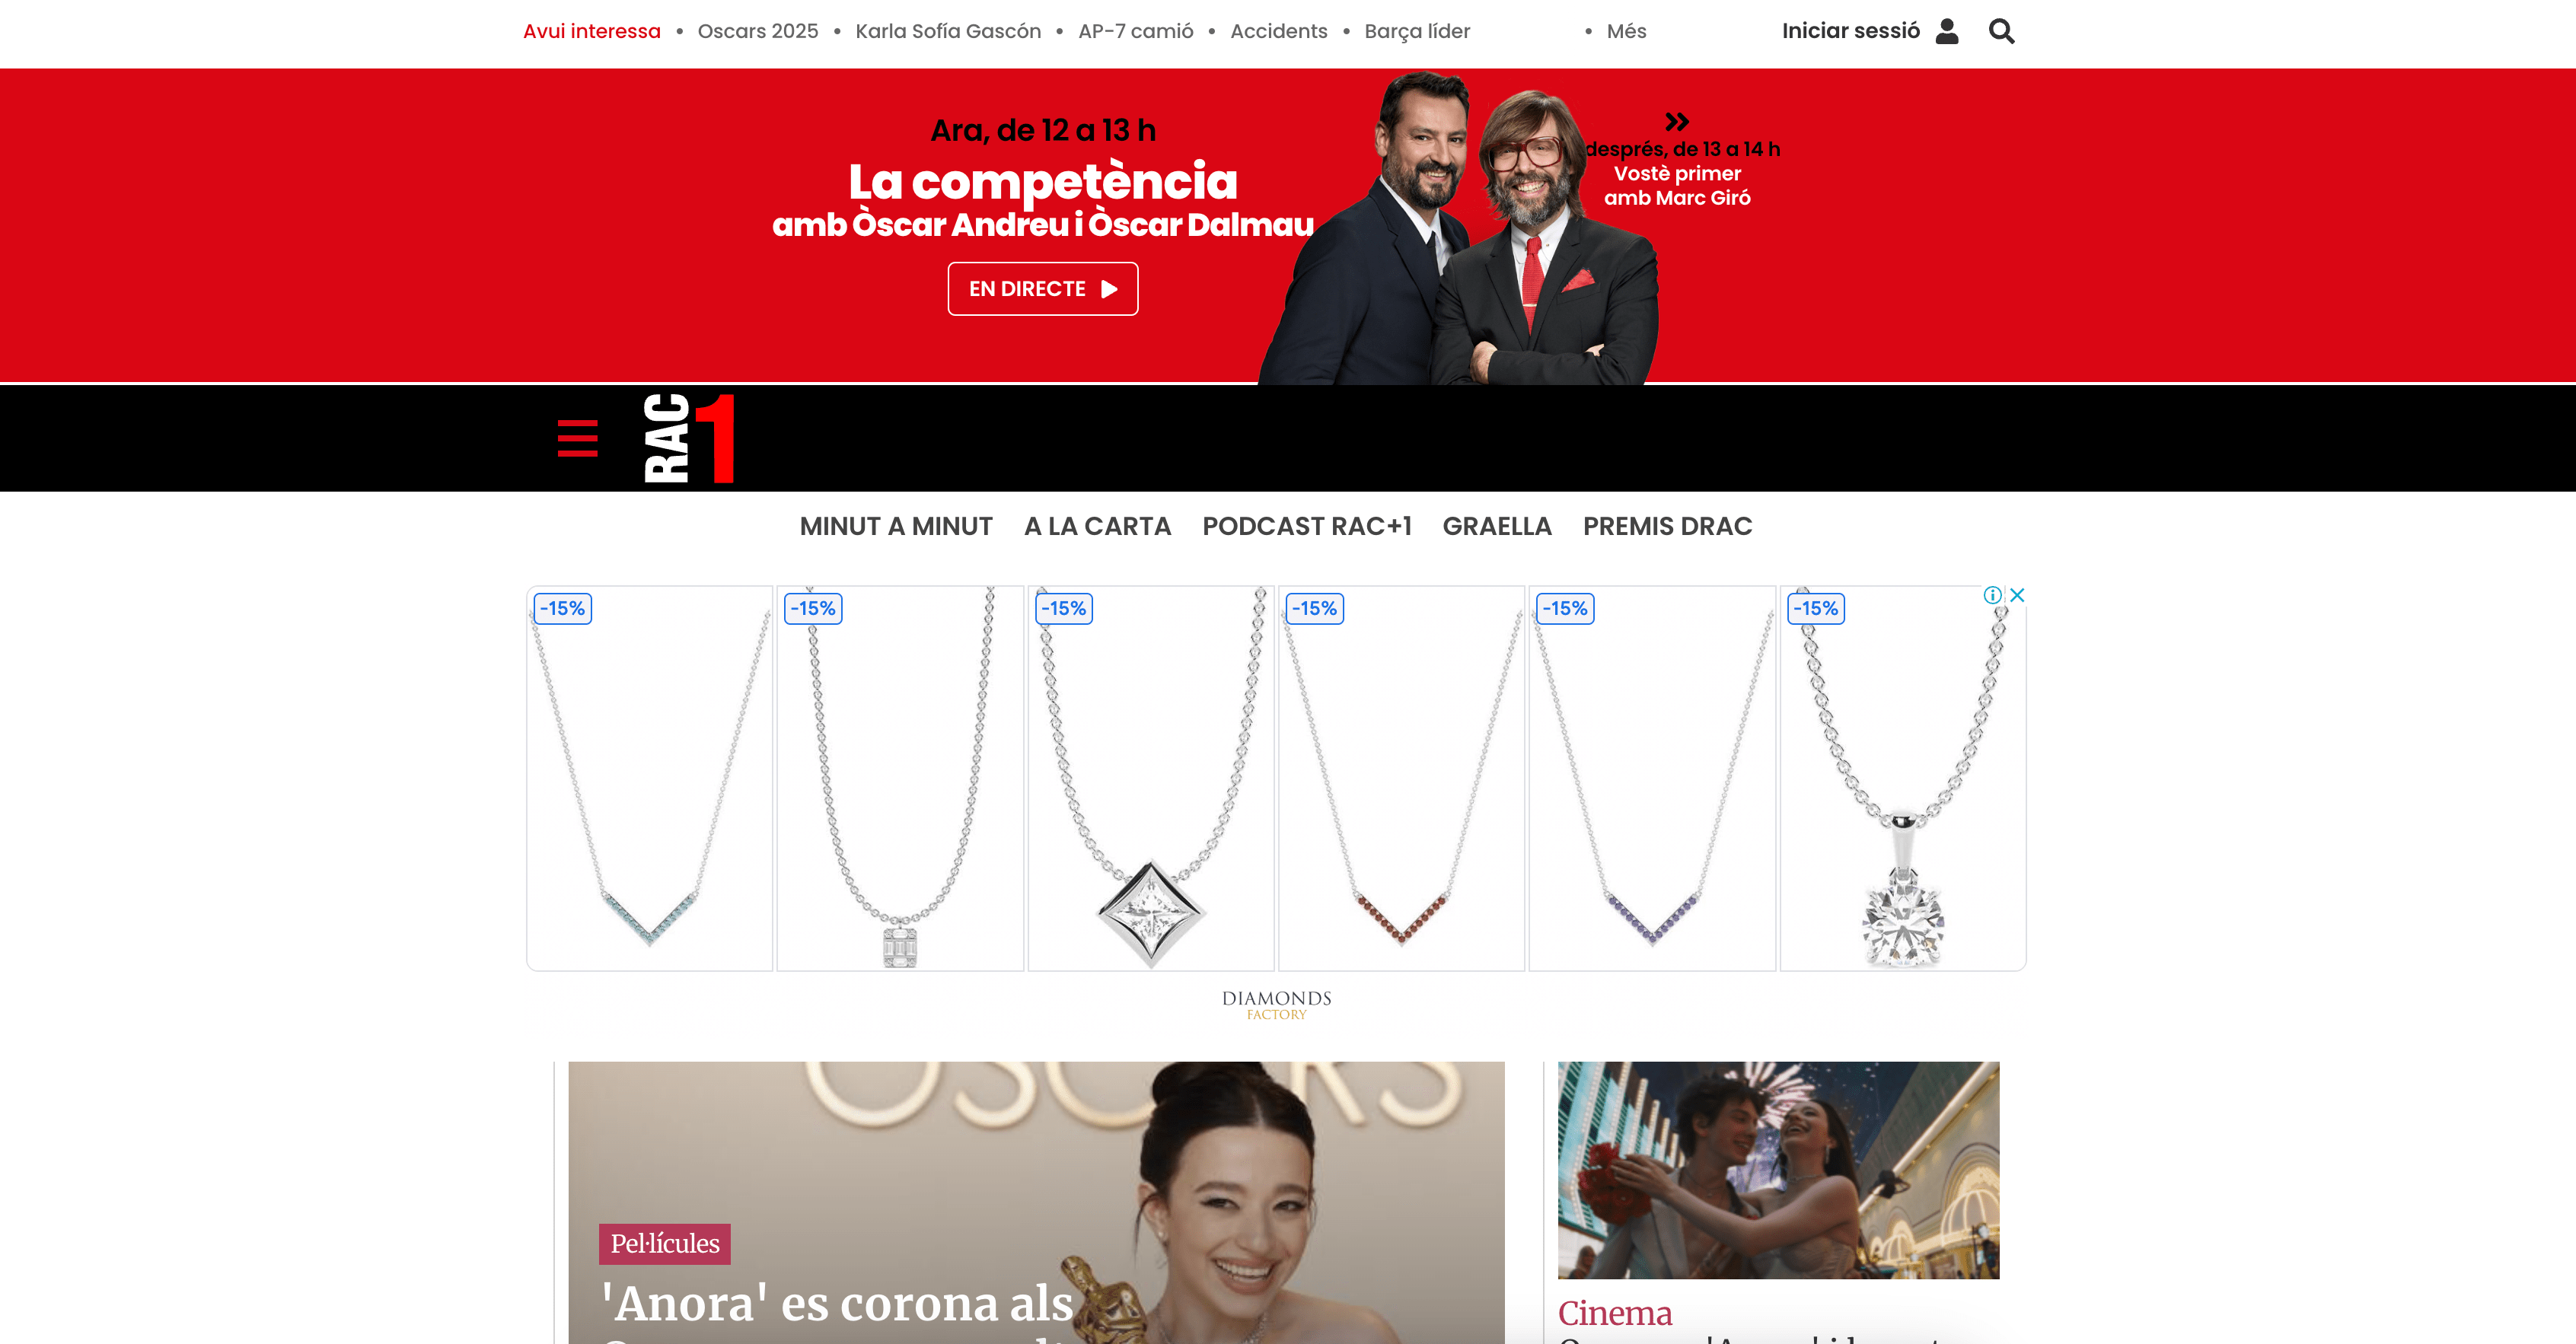 Avui interessa • Oscars 2025 • Karla Sofía Gascón • AP-7 camió • Accidents • Barça líder • Més Iniciar sessió
Ara, de 12 a 13 h
La competència
amb Òscar Andreu i Òscar Dalmau
EN DIRECTE
després, de 13 a 14 h
Vostè primer
amb Marc Giró
RAC1
MINUT A MINUT A LA CARTA PODCAST RAC+1 GRAELLA PREMIS DRAC
-15% -15% -15% -15% -15% -15%
DIAMONDS
FACTORY
OSCARS
Pel·lícules
'Anora' es corona als
Cinema